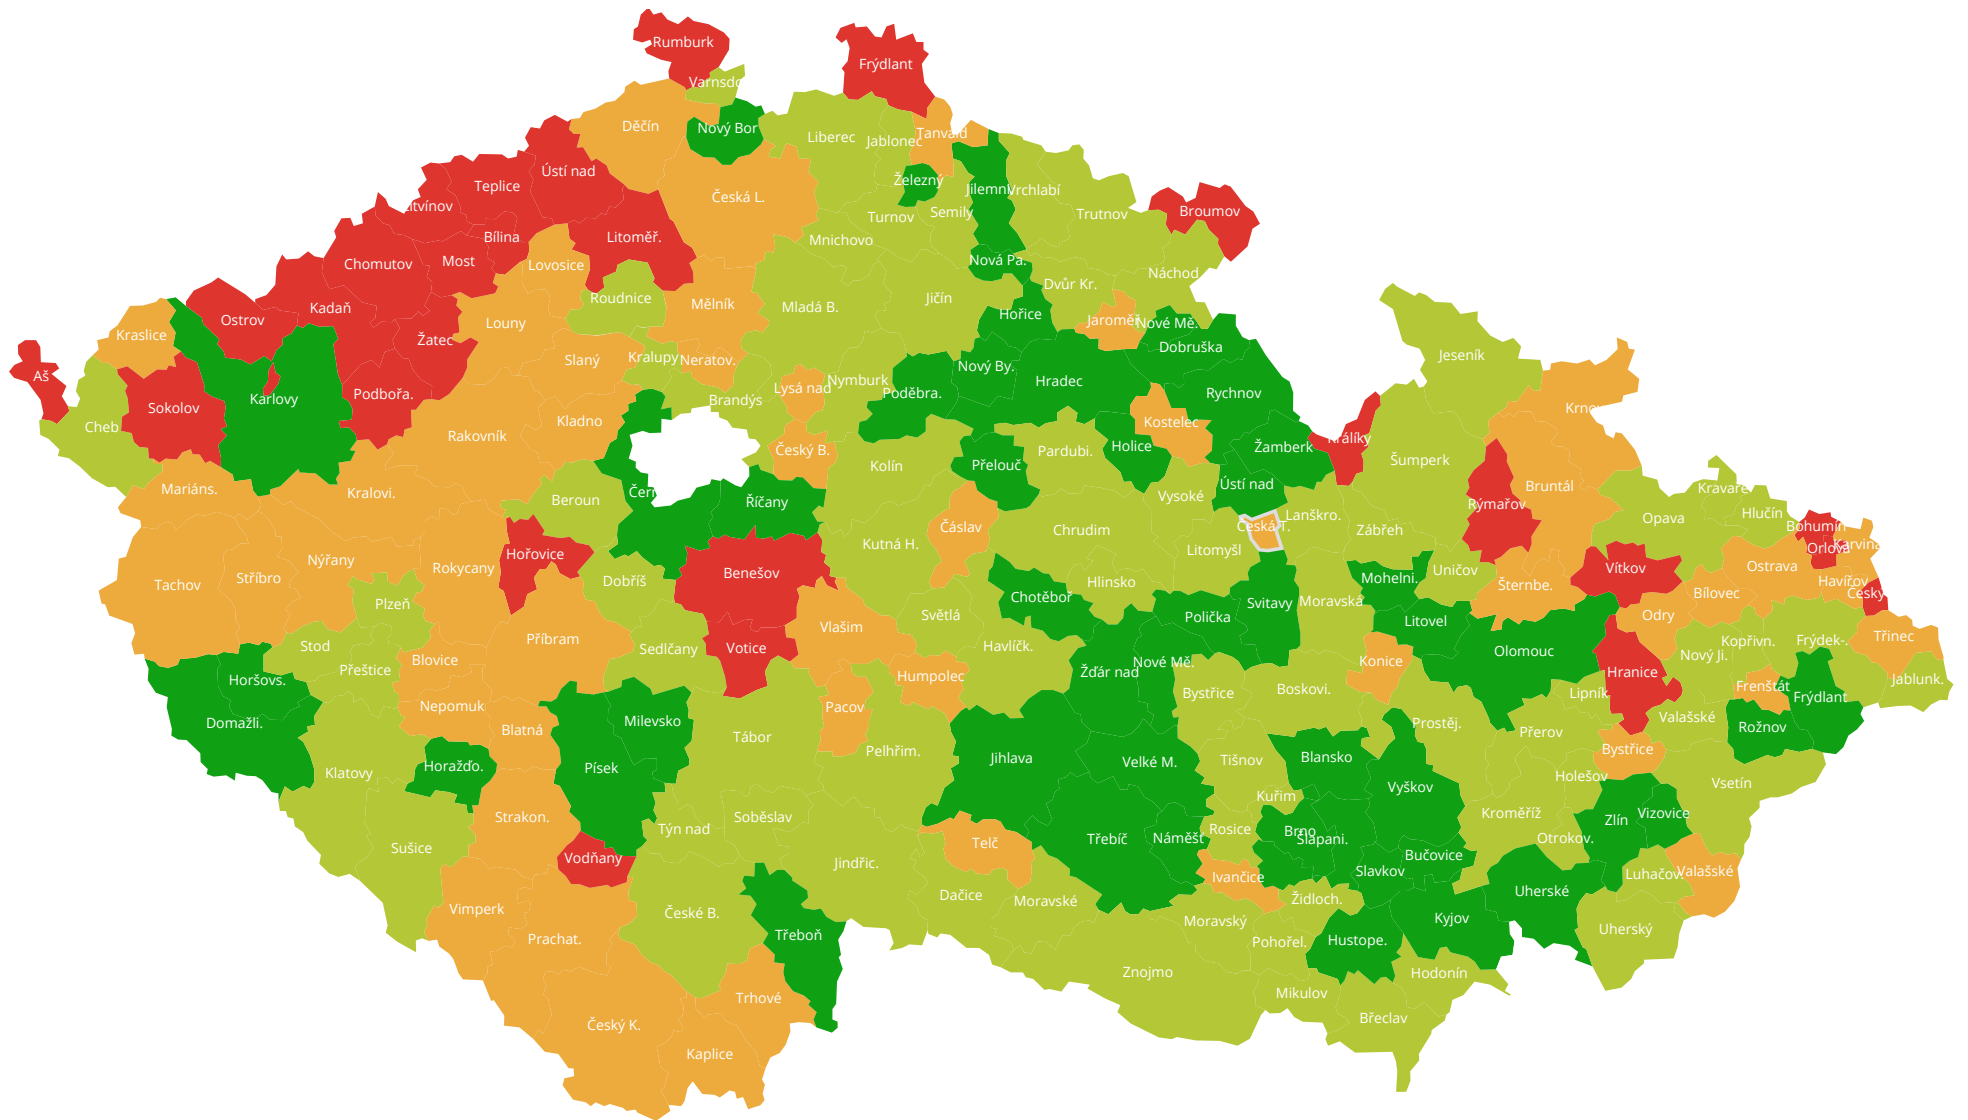 Rumburk
Frýdlant
Varnsdo
Děčín
Nový Bor
Liberec
Jablonec
Tanvald
Ústí nad
Teplice
Železný
Jilemni
Vrchlabí
Česká L.
Litvínov
Semily
Turnov
Trutnov
Broumov
Bílina
Litoměř.
Mnichovo
Most
Chomutov
Lovosice
Nová Pa.
Náchod
Dvůr Kr.
Roudnice
Jičín
Kadaň
Mělník
Mladá B.
Hořice
Ostrov
Louny
Jaroměř
Nové Mě.
Kraslice
Žatec
Dobruška
Slaný
Kralupy
Neratov.
Jeseník
Nový By.
Aš
Nymburk
Hradec
Lysá nad
Poděbra.
Rychnov
Podbořa.
Karlovy
Brandýs
Sokolov
Krnov
Kladno
Kostelec
Cheb
Rakovník
Králíky
Holice
Žamberk
Český B.
Pardubi.
Šumperk
Kolín
Přelouč
Ústí nad
Bruntál
Mariáns.
Kralovi.
Kravaře
Vysoké
Beroun
Čern
Říčany
Rýmařov
Lanškro.
Hlučín
Opava
Bohumín
Čáslav
Česká T.
Chrudim
Zábřeh
Kutná H.
Karviná
Orlová
Litomyšl
Hořovice
Nýřany
Rokycany
Ostrava
Vítkov
Uničov
Benešov
Stříbro
Mohelni.
Dobříš
Hlinsko
Havířov
Tachov
Šternbe.
Bílovec
Český
Chotěboř
Moravská
Svitavy
Plzeň
Světlá
Odry
Polička
Litovel
Vlašim
Třinec
Příbram
Kopřivn.
Frýdek-.
Stod
Havlíčk.
Votice
Sedlčany
Olomouc
Nový Ji.
Blovice
Konice
Nové Mě.
Přeštice
Žďár nad
Hranice
Humpolec
Horšovs.
Jablunk.
Frenštát
Boskovi.
Bystřice
Lipník
Frýdlant
Nepomuk
Pacov
Valašské
Milevsko
Domažli.
Prostěj.
Rožnov
Blatná
Přerov
Tábor
Bystřice
Pelhřim.
Jihlava
Blansko
Tišnov
Velké M.
Horažďo.
Písek
Klatovy
Holešov
Vsetín
Vyškov
Kuřim
Kroměříž
Vizovice
Strakon.
Soběslav
Zlín
Týn nad
Rosice
Brno
Šlapani.
Třebíč
Náměšť
Otrokov.
Telč
Sušice
Bučovice
Vodňany
Jindřic.
Slavkov
Valašské
Luhačov.
Ivančice
Uherské
Dačice
Židloch.
Moravské
Vimperk
České B.
Kyjov
Moravský
Uherský
Třeboň
Prachat.
Hustope.
Pohořel.
Znojmo
Hodonín
Mikulov
Trhové
Břeclav
Český K.
Kaplice